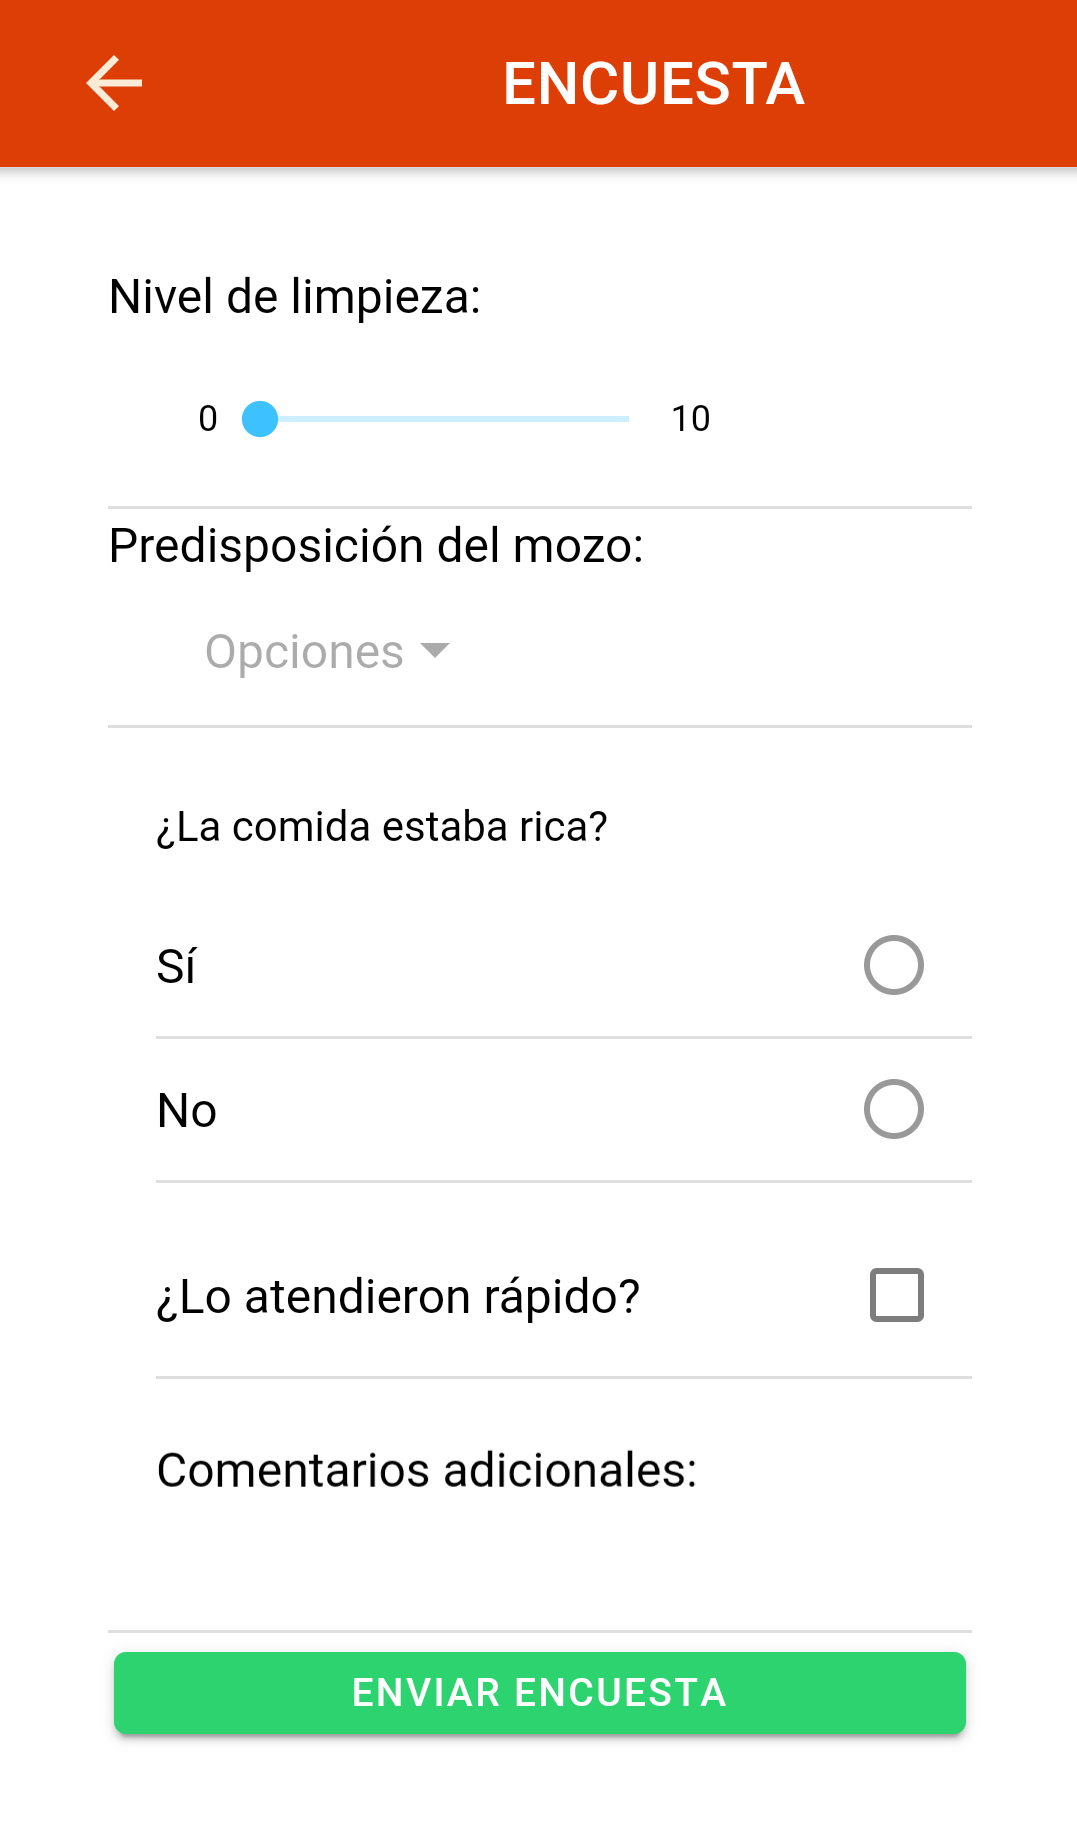 ENCUESTA
Nivel de limpieza:
0 10
Predisposición del mozo:
Opciones
¿La comida estaba rica?
Sí
No
¿Lo atendieron rápido?
Comentarios adicionales:
ENVIAR ENCUESTA